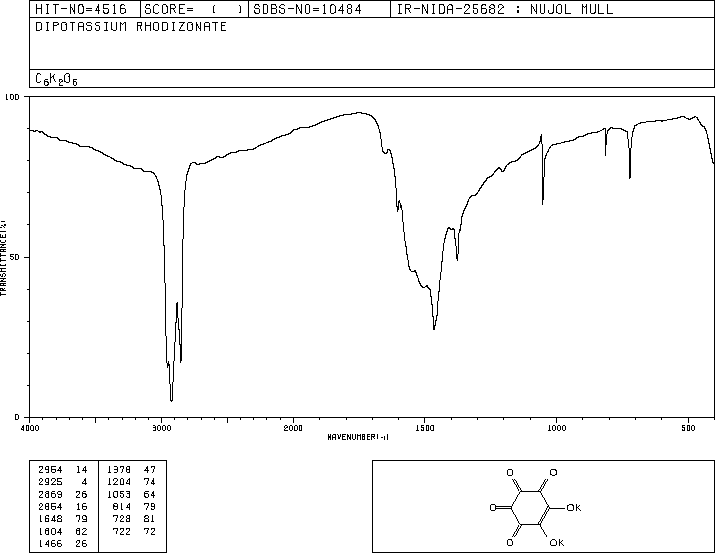 HIT-NO=4516 SCORE= ( ) SDBS-NO=10484 IR-NIDA-25682 : NUJOL MULL
DIPOTASSIUM RHODIZONATE
C6K2O6
100
50
0
TRANSMITTANCE(%)
4000 3000 2000 1500 1000 500
WAVENUMBER(-1)
2954 14 1378 47
2925 4 1204 74
2869 26 1053 64
2854 16 814 79
1648 79 728 81
1604 62 722 72
1466 26
O O
O OK
O OK